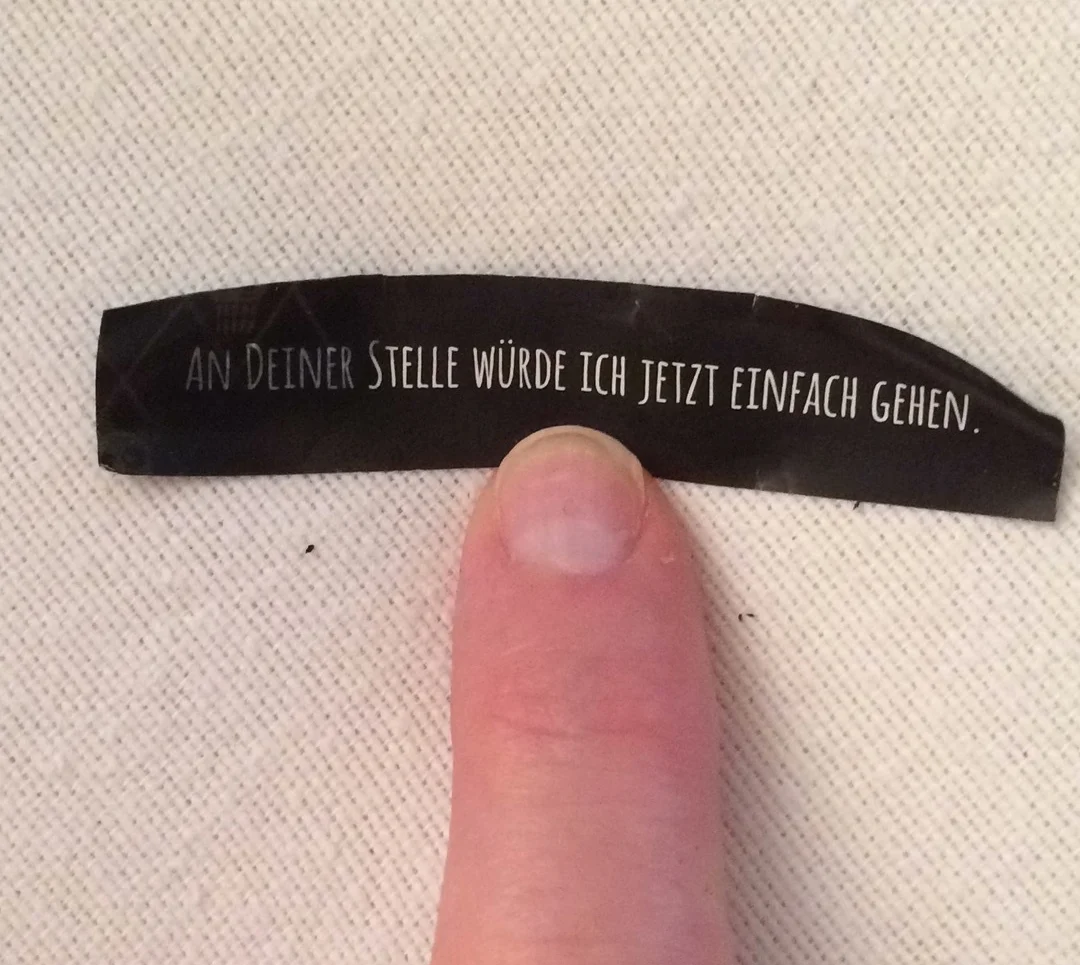 an Deiner Stelle würde ich jetzt einfach gehen.